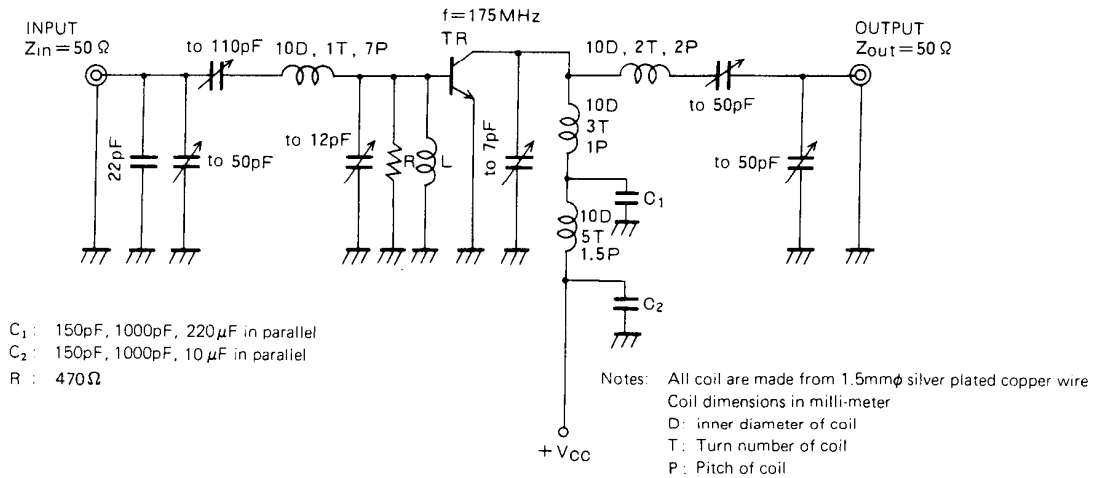 f=175MHz
INPUT
Zin=50 Ω
to 110pF
10D, 1T, 7P
TR
10D, 2T, 2P
OUTPUT
Zout=50 Ω
22pF
to 50pF
to 12pF
R
L
to 7pF
10D
3T
1P
to 50pF
to 50pF
C1
10D
5T
1.5P
C2
C1: 150pF, 1000pF, 220μF in parallel
C2: 150pF, 1000pF, 10μF in parallel
R : 470Ω
+VCC
Notes: All coil are made from 1.5mmφ silver plated copper wire
Coil dimensions in milli-meter
D: inner diameter of coil
T: Turn number of coil
P: Pitch of coil